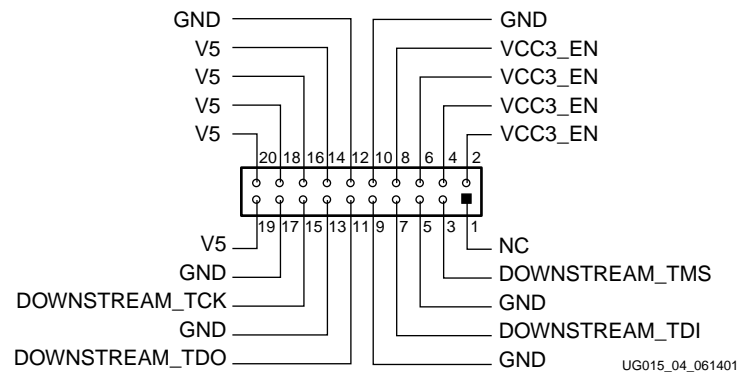 GND GND
V5 VCC3_EN
V5 VCC3_EN
V5 VCC3_EN
V5 VCC3_EN
20 18 16 14 12 10 8 6 4 2
19 17 15 13 11 9 7 5 3 1
V5 NC
GND DOWNSTREAM_TMS
DOWNSTREAM_TCK GND
GND DOWNSTREAM_TDI
DOWNSTREAM_TDO GND
UG015_04_061401